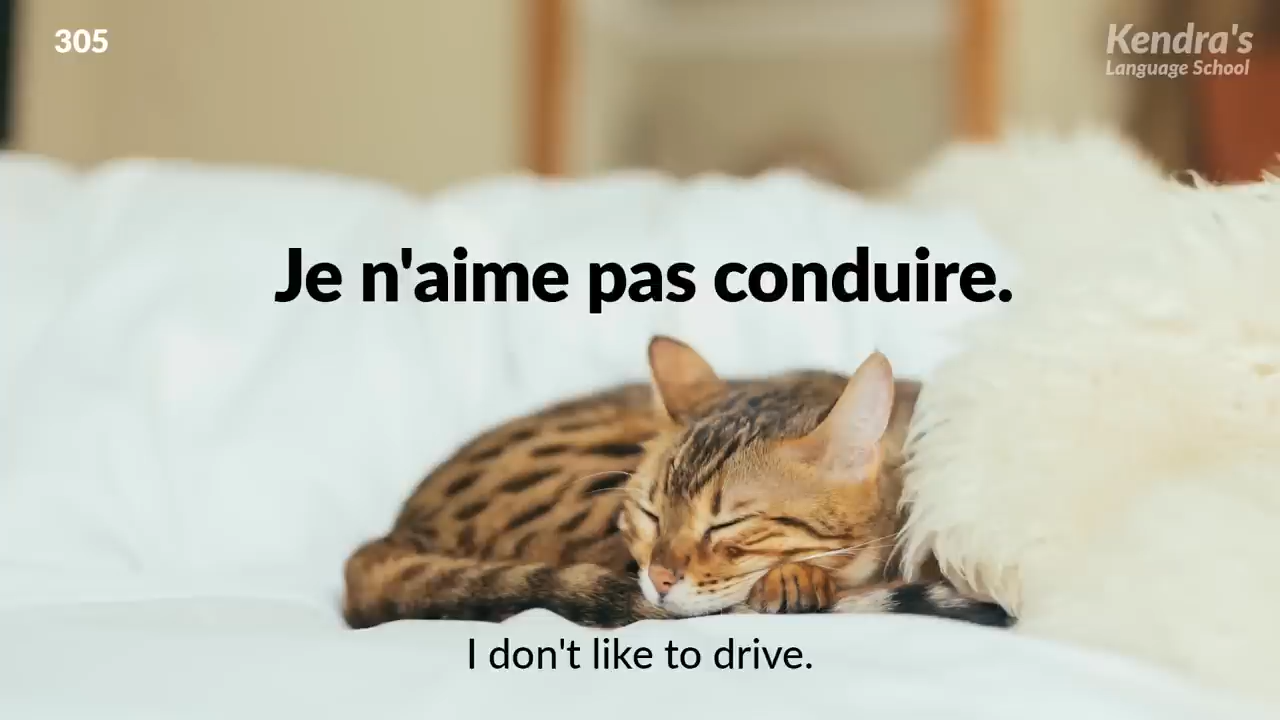 305
Kendra's
Language School
Je n'aime pas conduire.
I don't like to drive.